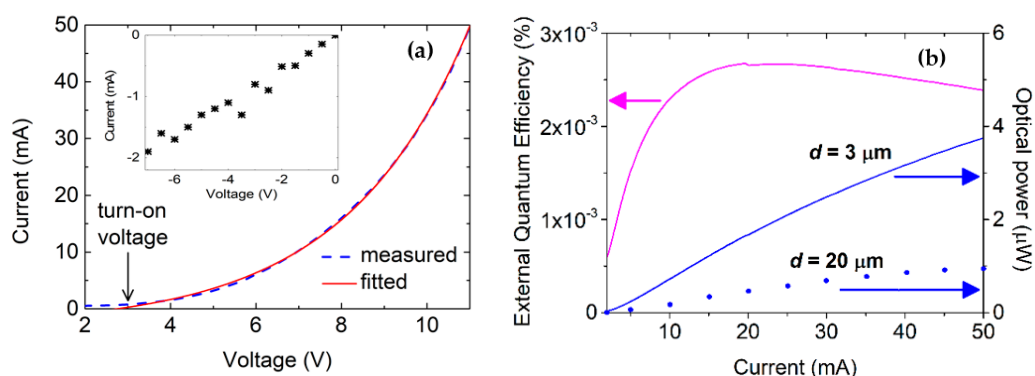 (a)
50
40
30
20
10
0
Current (mA)
2
4
6
8
10
Voltage (V)
turn-on
voltage
measured
fitted
0
-1
-2
Current (mA)
-6
-4
-2
0
Voltage (V)
(b)
3x10⁻³
2x10⁻³
1x10⁻³
0
External Quantum Efficiency (%)
d = 3 μm
d = 20 μm
6
4
2
0
Optical power (μW)
10
20
30
40
50
Current (mA)